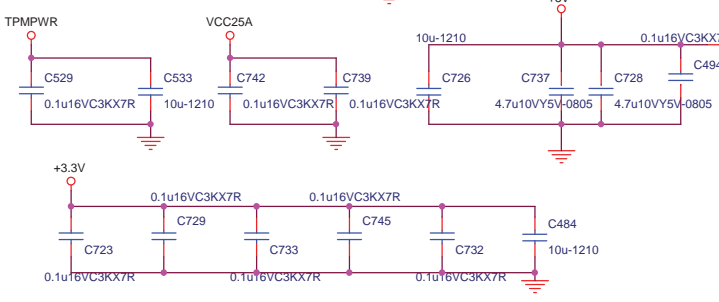 TPMPWR
VCC25A
10u-1210
C529
0.1u16VC3KX7R
C533
10u-1210
C742
0.1u16VC3KX7R
C739
0.1u16VC3KX7R
C726
C737
4.7u10VY5V-0805
C728
4.7u10VY5V-0805
C494
+3.3V
0.1u16VC3KX7R
0.1u16VC3KX7R
C723
C729
C733
C745
C732
C484
10u-1210
0.1u16VC3KX7R
0.1u16VC3KX7R
0.1u16VC3KX7R